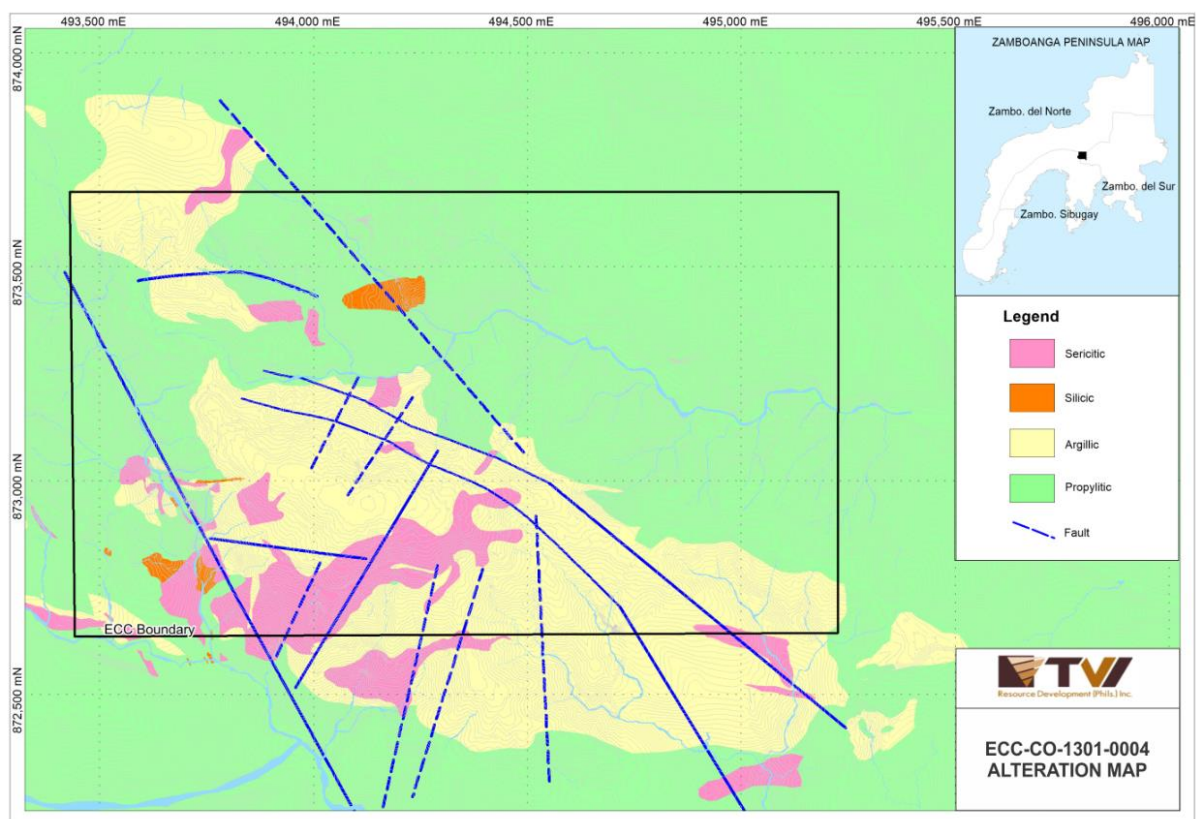 493,500 mE
494,000 mE
494,500 mE
495,000 mE
495,500 mE
496,000 mE
874,000 mN
873,500 mN
873,000 mN
872,500 mN
ECC Boundary
ZAMBOANGA PENINSULA MAP
Zambo. del Norte
Zambo. del Sur
Zambo. Sibugay
Legend
Sericitic
Silicic
Argillic
Propylitic
Fault
TVI
Resource Development (Phils.) Inc.
ECC-CO-1301-0004
ALTERATION MAP